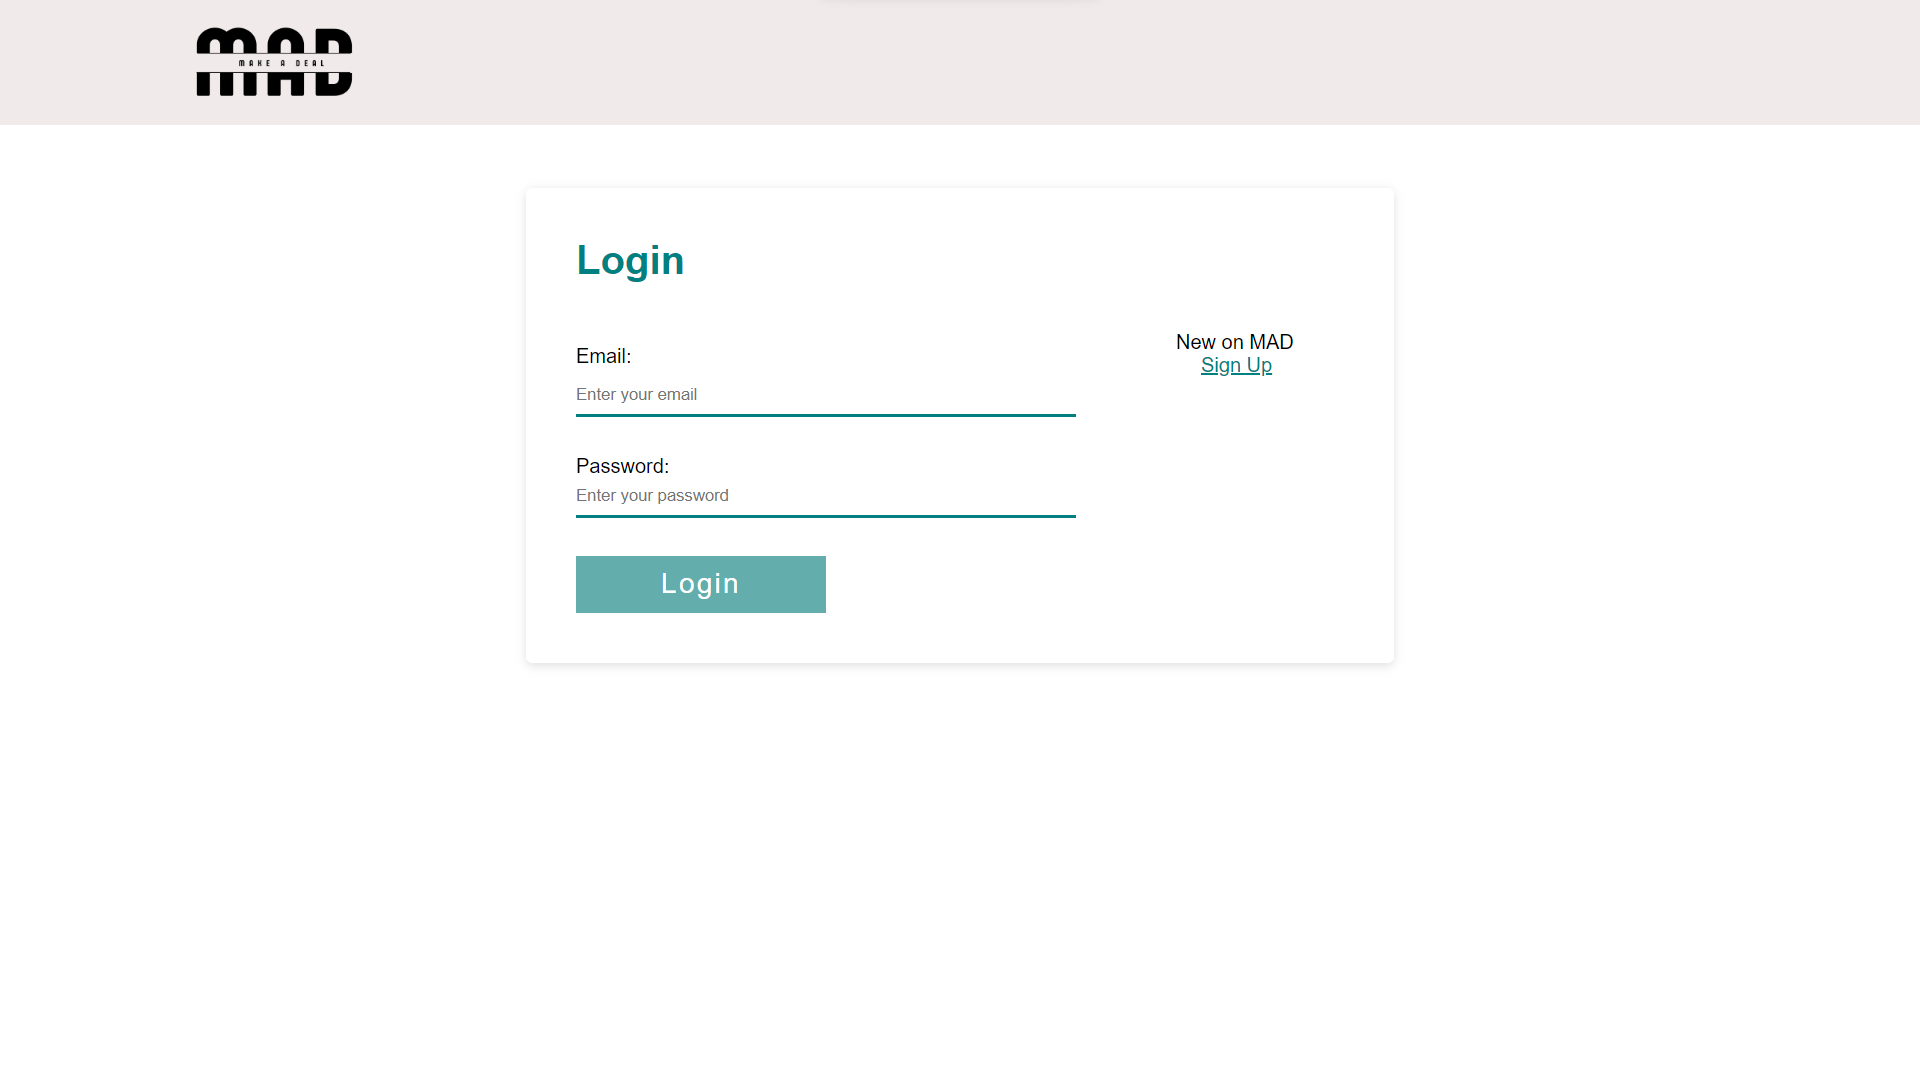 MAD
MAKE A DEAL
Login
Email:
Enter your email
Password:
Enter your password
Login
New on MAD
Sign Up